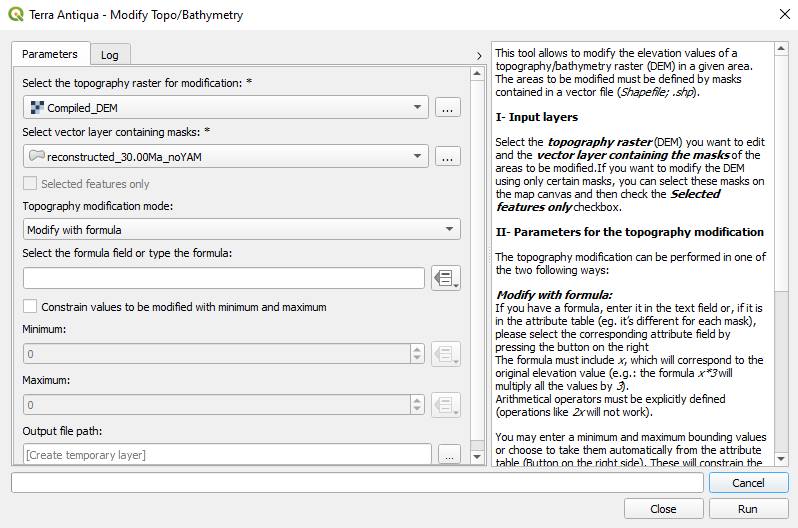 Terra Antiqua - Modify Topo/Bathymetry
Parameters
Log
Select the topography raster for modification: *
Compiled_DEM
...
Select vector layer containing masks: *
reconstructed_30.00Ma_noYAM
...
Selected features only
Topography modification mode:
Modify with formula
Select the formula field or type the formula:
Constrain values to be modified with minimum and maximum
Minimum:
0
Maximum:
0
Output file path:
[Create temporary layer]
...
This tool allows to modify the elevation values of a
topography/bathymetry raster (DEM) in a given area.
The areas to be modified must be defined by masks
contained in a vector file (Shapefile; .shp).
I- Input layers
Select the topography raster (DEM) you want to edit
and the vector layer containing the masks of the
areas to be modified.If you want to modify the DEM
using only certain masks, you can select these masks on
the map canvas and then check the Selected
features only checkbox.
II- Parameters for the topography modification
The topography modification can be performed in one of
the two following ways:
Modify with formula:
If you have a formula, enter it in the text field or, if it is
in the attribute table (eg. it's different for each mask),
please select the corresponding attribute field by
pressing the button on the right
The formula must include x, which will correspond to the
original elevation value (e.g.: the formula x*3 will
multiply all the values by 3).
Arithmetical operators must be explicitly defined
(operations like 2x will not work).
You may enter a minimum and maximum bounding values
or choose to take them automatically from the attribute
table (Button on the right side). These will constrain the
Cancel
Close
Run